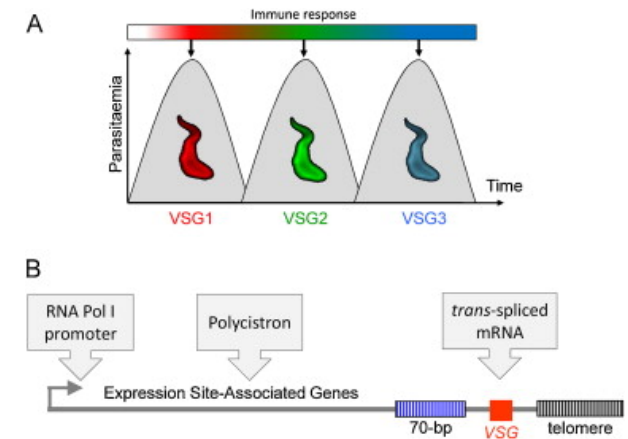 A
Immune response
Parasitaemia
Time
VSG1 VSG2 VSG3
B
RNA Pol I
promoter
Polycistron
trans-spliced
mRNA
Expression Site-Associated Genes
70-bp
VSG
telomere